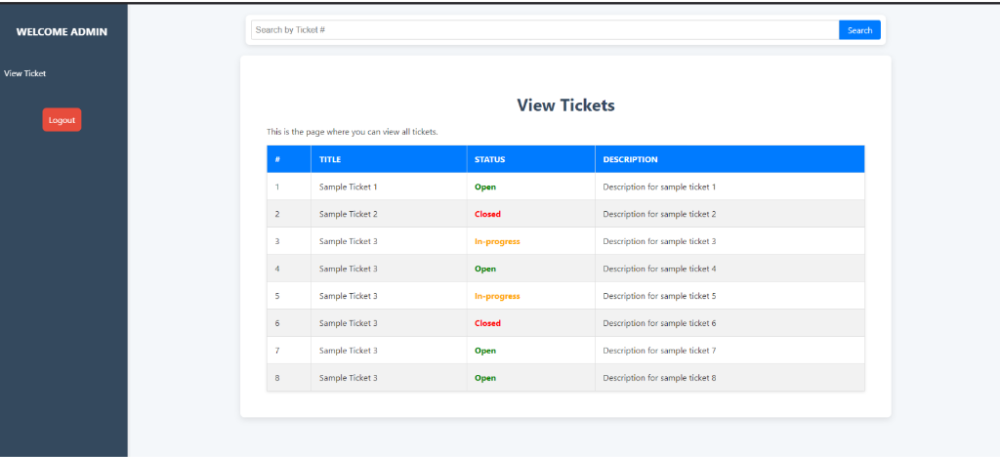 WELCOME ADMIN
View Ticket
Logout
Search by Ticket #
Search
View Tickets
This is the page where you can view all tickets.
# TITLE STATUS DESCRIPTION
1 Sample Ticket 1 Open Description for sample ticket 1
2 Sample Ticket 2 Closed Description for sample ticket 2
3 Sample Ticket 3 In-progress Description for sample ticket 3
4 Sample Ticket 3 Open Description for sample ticket 4
5 Sample Ticket 3 In-progress Description for sample ticket 5
6 Sample Ticket 3 Closed Description for sample ticket 6
7 Sample Ticket 3 Open Description for sample ticket 7
8 Sample Ticket 3 Open Description for sample ticket 8